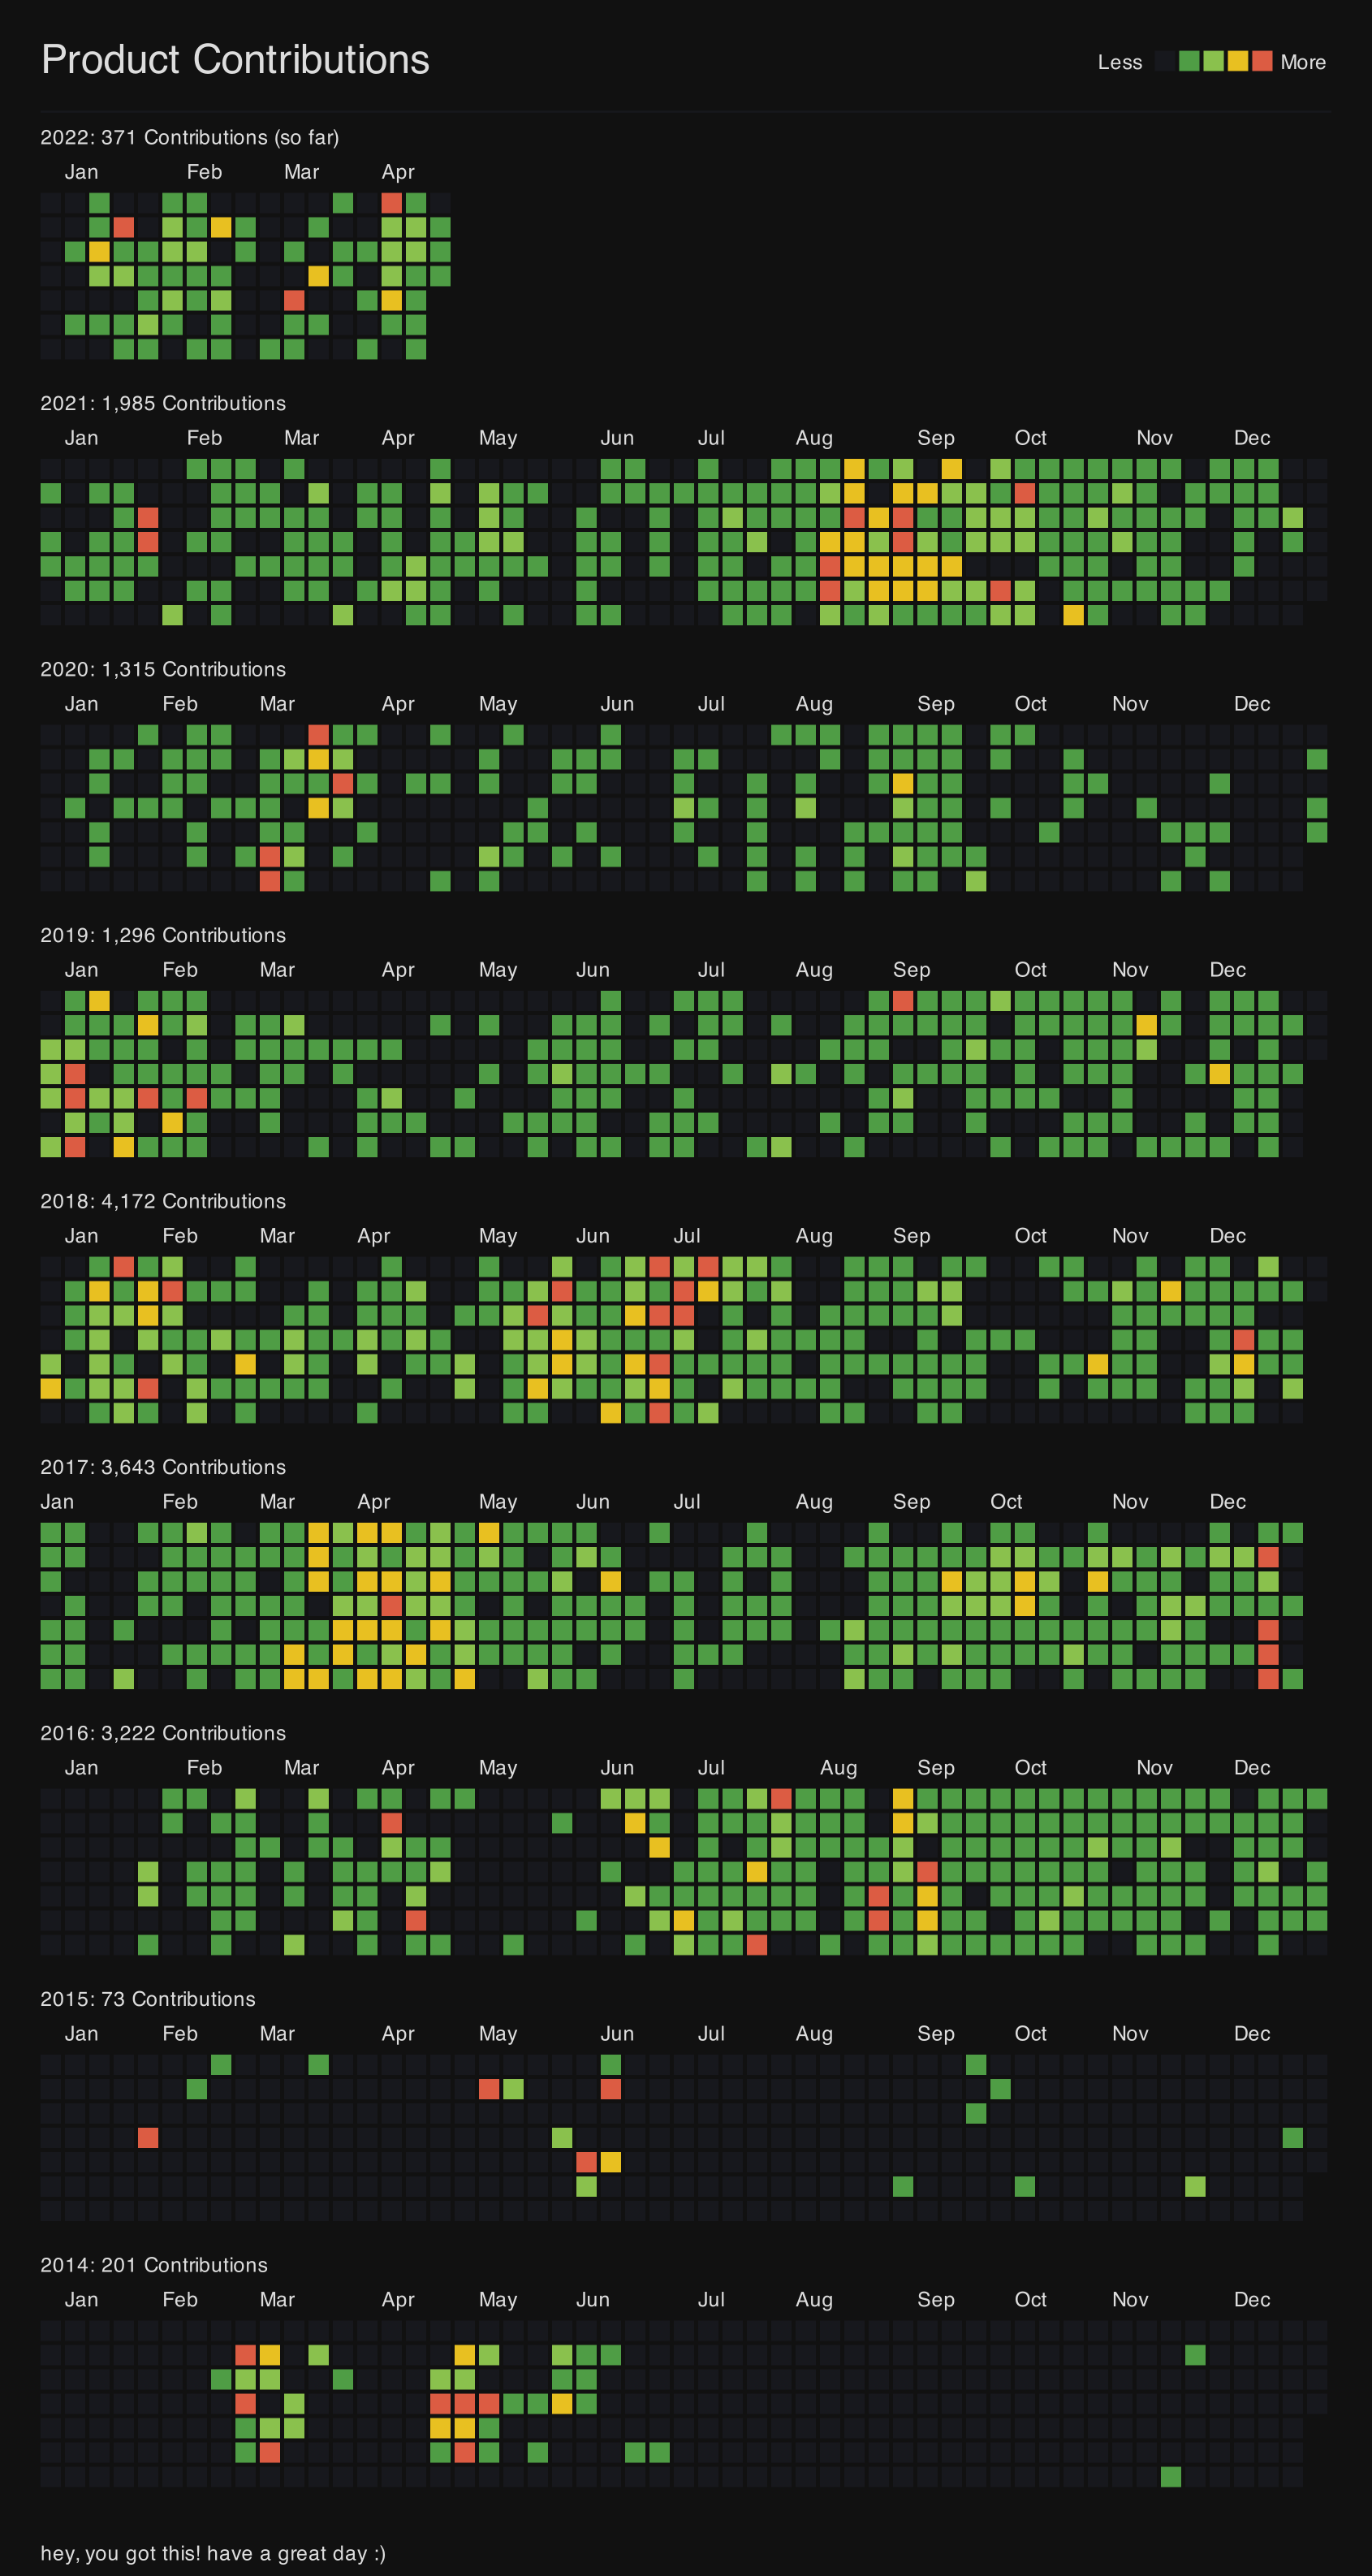 Product Contributions
Less More
2022: 371 Contributions (so far)
Jan Feb Mar Apr
2021: 1,985 Contributions
Jan Feb Mar Apr May Jun Jul Aug Sep Oct Nov Dec
2020: 1,315 Contributions
Jan Feb Mar Apr May Jun Jul Aug Sep Oct Nov Dec
2019: 1,296 Contributions
Jan Feb Mar Apr May Jun Jul Aug Sep Oct Nov Dec
2018: 4,172 Contributions
Jan Feb Mar Apr May Jun Jul Aug Sep Oct Nov Dec
2017: 3,643 Contributions
Jan Feb Mar Apr May Jun Jul Aug Sep Oct Nov Dec
2016: 3,222 Contributions
Jan Feb Mar Apr May Jun Jul Aug Sep Oct Nov Dec
2015: 73 Contributions
Jan Feb Mar Apr May Jun Jul Aug Sep Oct Nov Dec
2014: 201 Contributions
Jan Feb Mar Apr May Jun Jul Aug Sep Oct Nov Dec
hey, you got this! have a great day :)